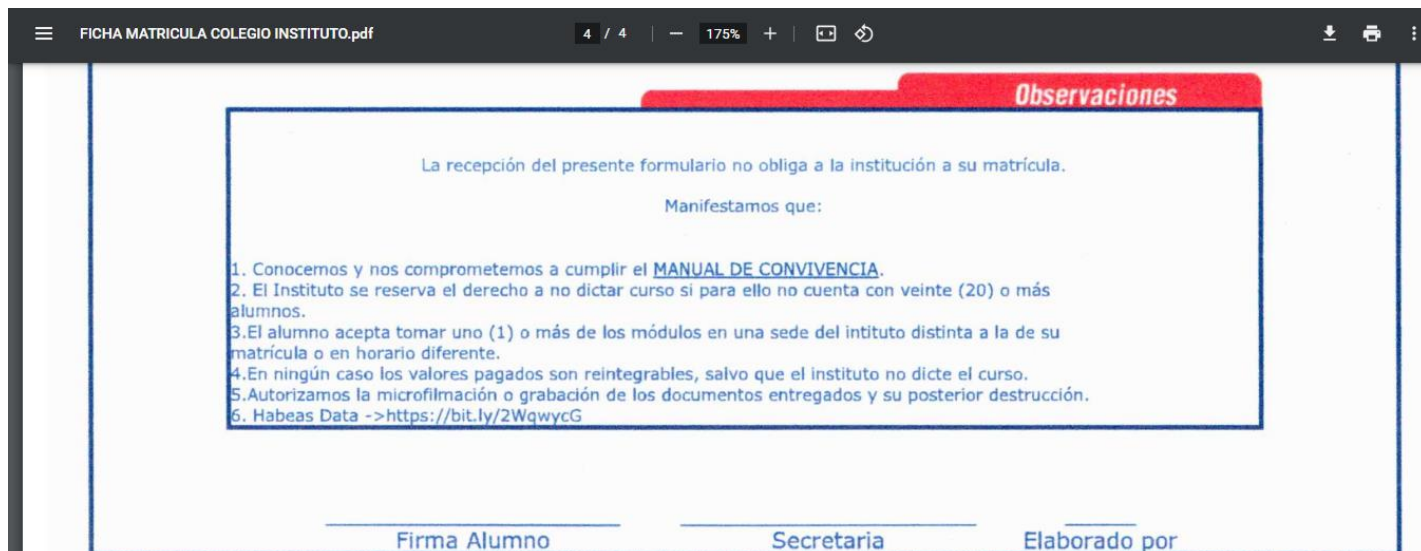 FICHA MATRICULA COLEGIO INSTITUTO.pdf
4 / 4 | — 175% + |
Observaciones
La recepción del presente formulario no obliga a la institución a su matrícula.
Manifestamos que:
1. Conocemos y nos comprometemos a cumplir el MANUAL DE CONVIVENCIA.
2. El Instituto se reserva el derecho a no dictar curso si para ello no cuenta con veinte (20) o más
alumnos.
3.El alumno acepta tomar uno (1) o más de los módulos en una sede del intituto distinta a la de su
matrícula o en horario diferente.
4.En ningún caso los valores pagados son reintegrables, salvo que el instituto no dicte el curso.
5.Autorizamos la microfilmación o grabación de los documentos entregados y su posterior destrucción.
6. Habeas Data ->https://bit.ly/2WqwycG
Firma Alumno Secretaria Elaborado por